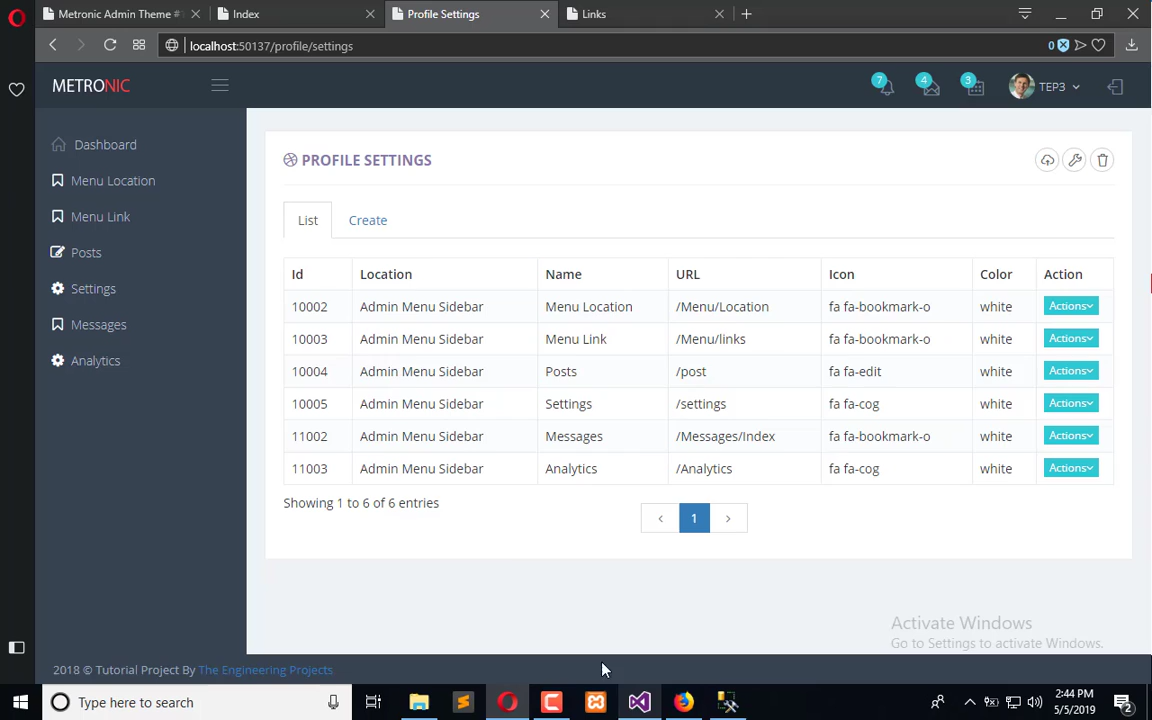 Metronic Admin Theme #
Index
Profile Settings
Links
0
localhost:50137/profile/settings
METRONIC
7
4
3
TEP3
Dashboard
Menu Location
Menu Link
Posts
Settings
Messages
Analytics
PROFILE SETTINGS
List
Create
Id Location Name URL Icon Color Action
10002 Admin Menu Sidebar Menu Location /Menu/Location fa fa-bookmark-o white Actions
10003 Admin Menu Sidebar Menu Link /Menu/links fa fa-bookmark-o white Actions
10004 Admin Menu Sidebar Posts /post fa fa-edit white Actions
10005 Admin Menu Sidebar Settings /settings fa fa-cog white Actions
11002 Admin Menu Sidebar Messages /Messages/Index fa fa-bookmark-o white Actions
11003 Admin Menu Sidebar Analytics /Analytics fa fa-cog white Actions
Showing 1 to 6 of 6 entries
‹ 1 ›
Activate Windows
Go to Settings to activate Windows.
2018 © Tutorial Project By The Engineering Projects
Type here to search
2:44 PM
5/5/2019
2